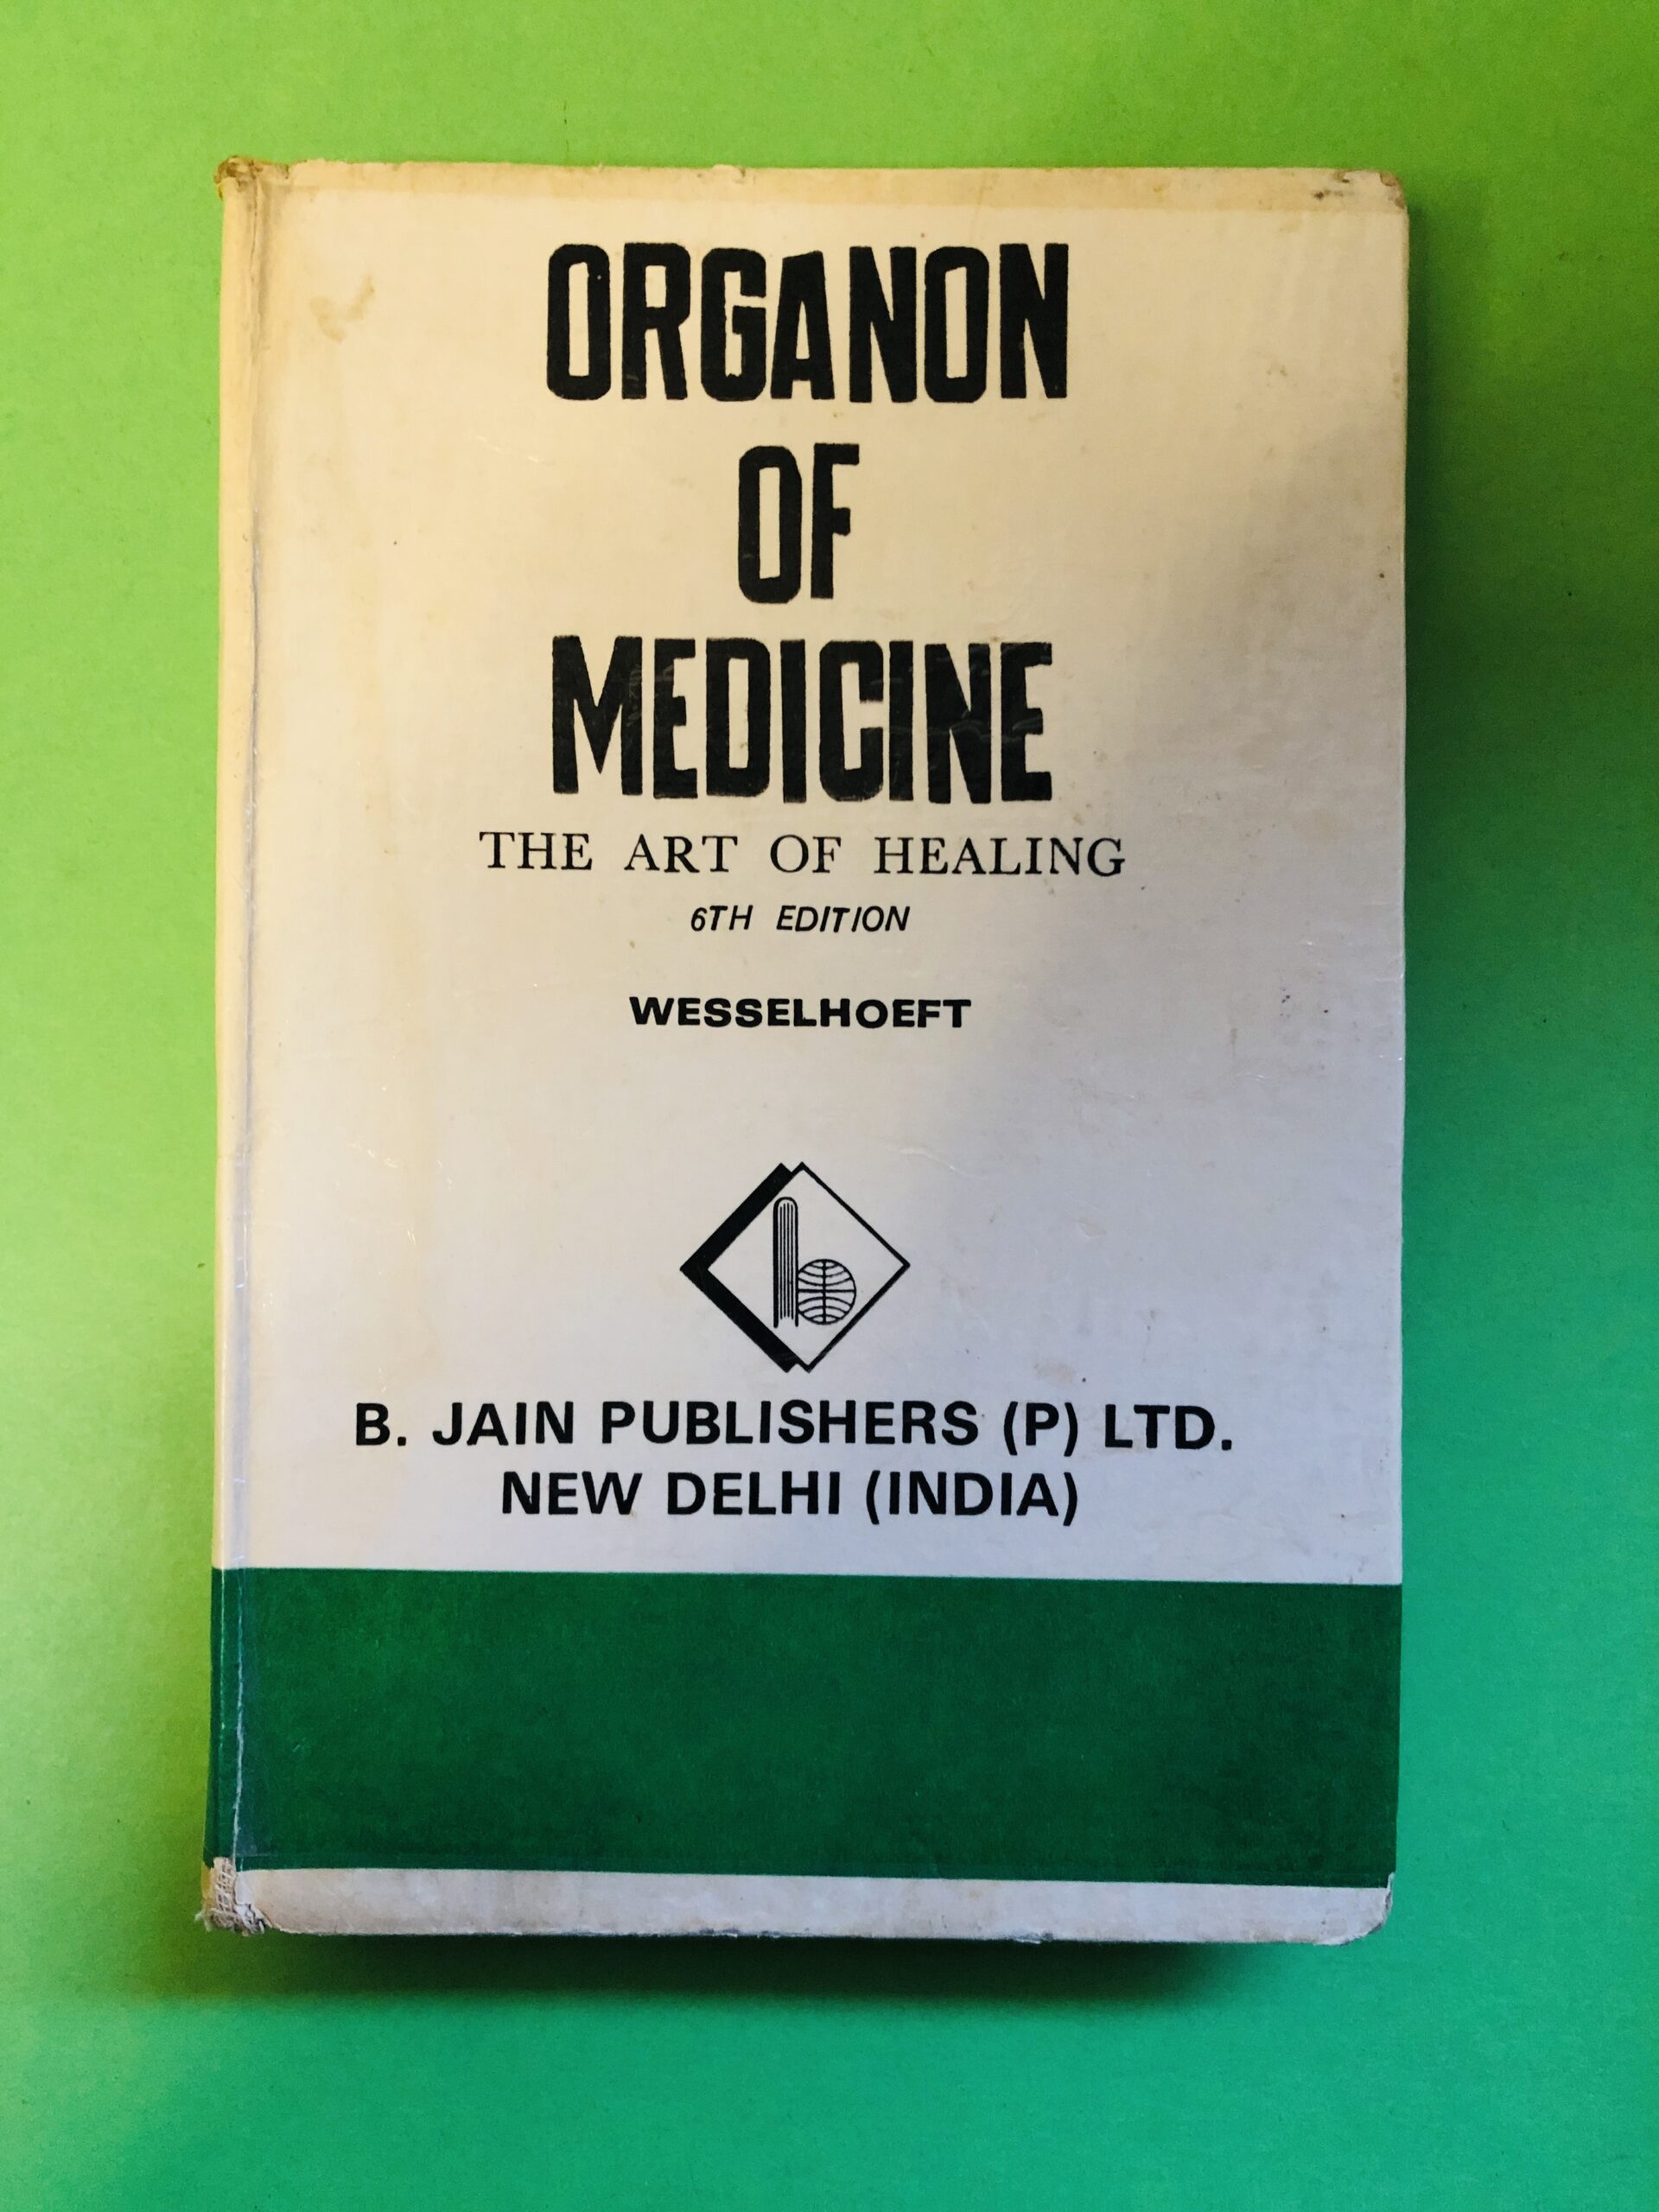 ORGANON
OF
MEDICINE
THE ART OF HEALING
6TH EDITION
WESSELHOEFT
B. JAIN PUBLISHERS (P) LTD.
NEW DELHI (INDIA)